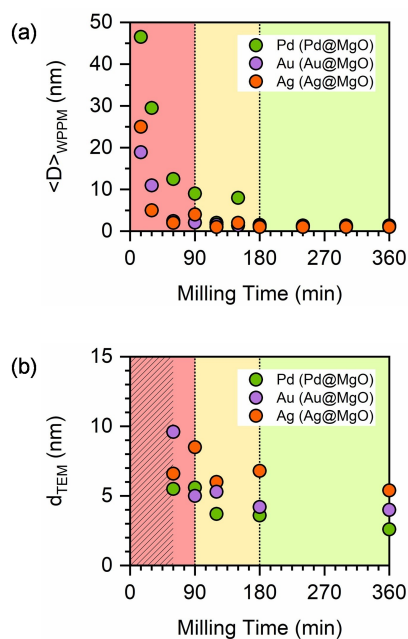 (a)
50
40
30
20
10
0
<D>WPPM (nm)
Pd (Pd@MgO)
Au (Au@MgO)
Ag (Ag@MgO)
0 90 180 270 360
Milling Time (min)
(b)
15
10
5
0
dTEM (nm)
Pd (Pd@MgO)
Au (Au@MgO)
Ag (Ag@MgO)
0 90 180 270 360
Milling Time (min)